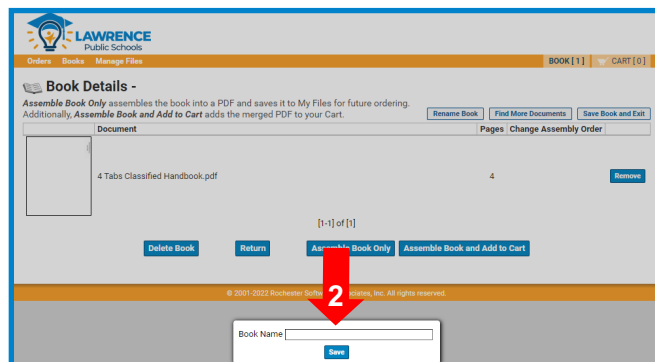 LAWRENCE
Public Schools
Orders Books Manage Files BOOK [ 1 ] CART [ 0 ]
Book Details -
Assemble Book Only assembles the book into a PDF and saves it to My Files for future ordering.
Additionally, Assemble Book and Add to Cart adds the merged PDF to your Cart.
Rename Book Find More Documents Save Book and Exit
Document Pages Change Assembly Order
4 Tabs Classified Handbook.pdf 4 Remove
[1-1] of [1]
Delete Book Return Assemble Book Only Assemble Book and Add to Cart
© 2001-2022 Rochester Software Associates, Inc. All rights reserved.
2
Book Name
Save